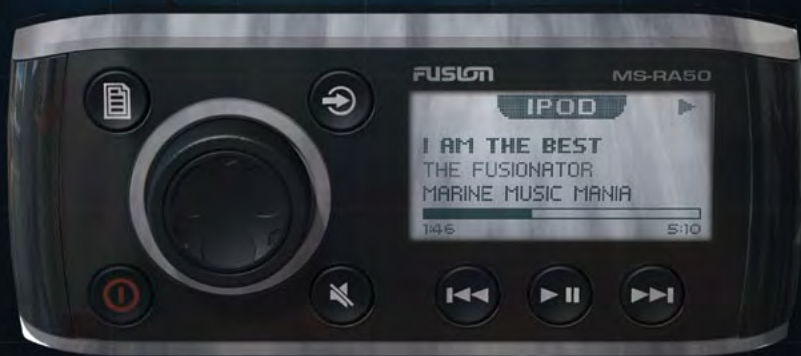 FUSION
MS-RA50
IPOD
I AM THE BEST
THE FUSIONATOR
MARINE MUSIC MANIA
1:46 5:10